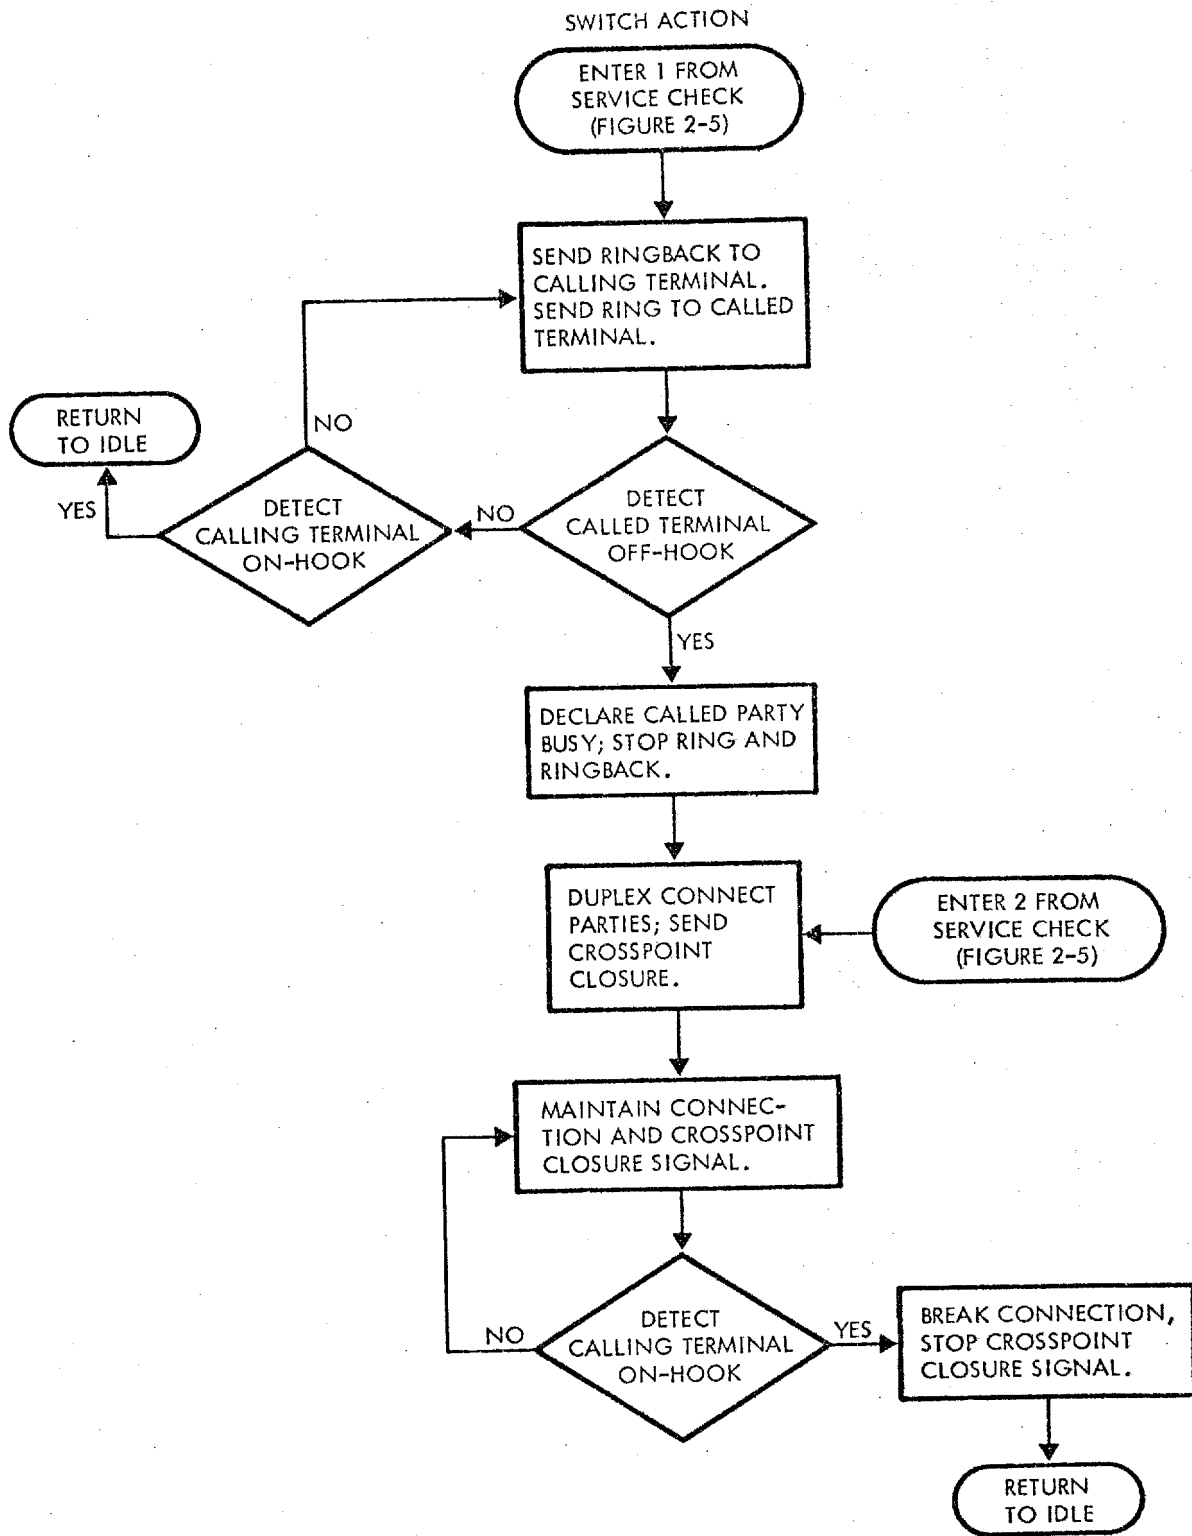 SWITCH ACTION
ENTER 1 FROM
SERVICE CHECK
(FIGURE 2-5)
SEND RINGBACK TO
CALLING TERMINAL.
SEND RING TO CALLED
TERMINAL.
RETURN
TO IDLE
NO
YES
DETECT
CALLING TERMINAL
ON-HOOK
NO
DETECT
CALLED TERMINAL
OFF-HOOK
YES
DECLARE CALLED PARTY
BUSY; STOP RING AND
RINGBACK.
DUPLEX CONNECT
PARTIES; SEND
CROSSPOINT
CLOSURE.
ENTER 2 FROM
SERVICE CHECK
(FIGURE 2-5)
MAINTAIN CONNEC-
TION AND CROSSPOINT
CLOSURE SIGNAL.
NO
DETECT
CALLING TERMINAL
ON-HOOK
YES
BREAK CONNECTION,
STOP CROSSPOINT
CLOSURE SIGNAL.
RETURN
TO IDLE